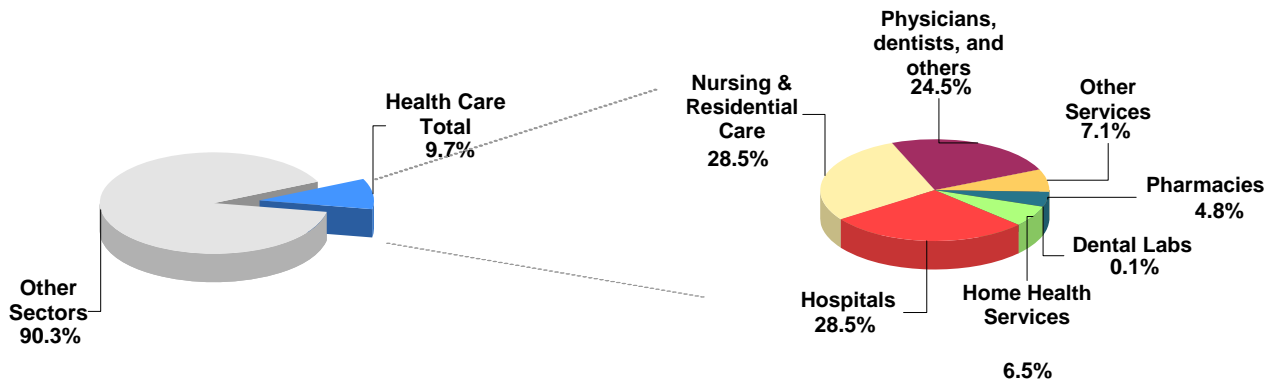 Health Care
Total
9.7%
Other
Sectors
90.3%
Physicians,
dentists, and
others
24.5%
Nursing &
Residential
Care
28.5%
Other
Services
7.1%
Pharmacies
4.8%
Dental Labs
0.1%
Home Health
Services
6.5%
Hospitals
28.5%